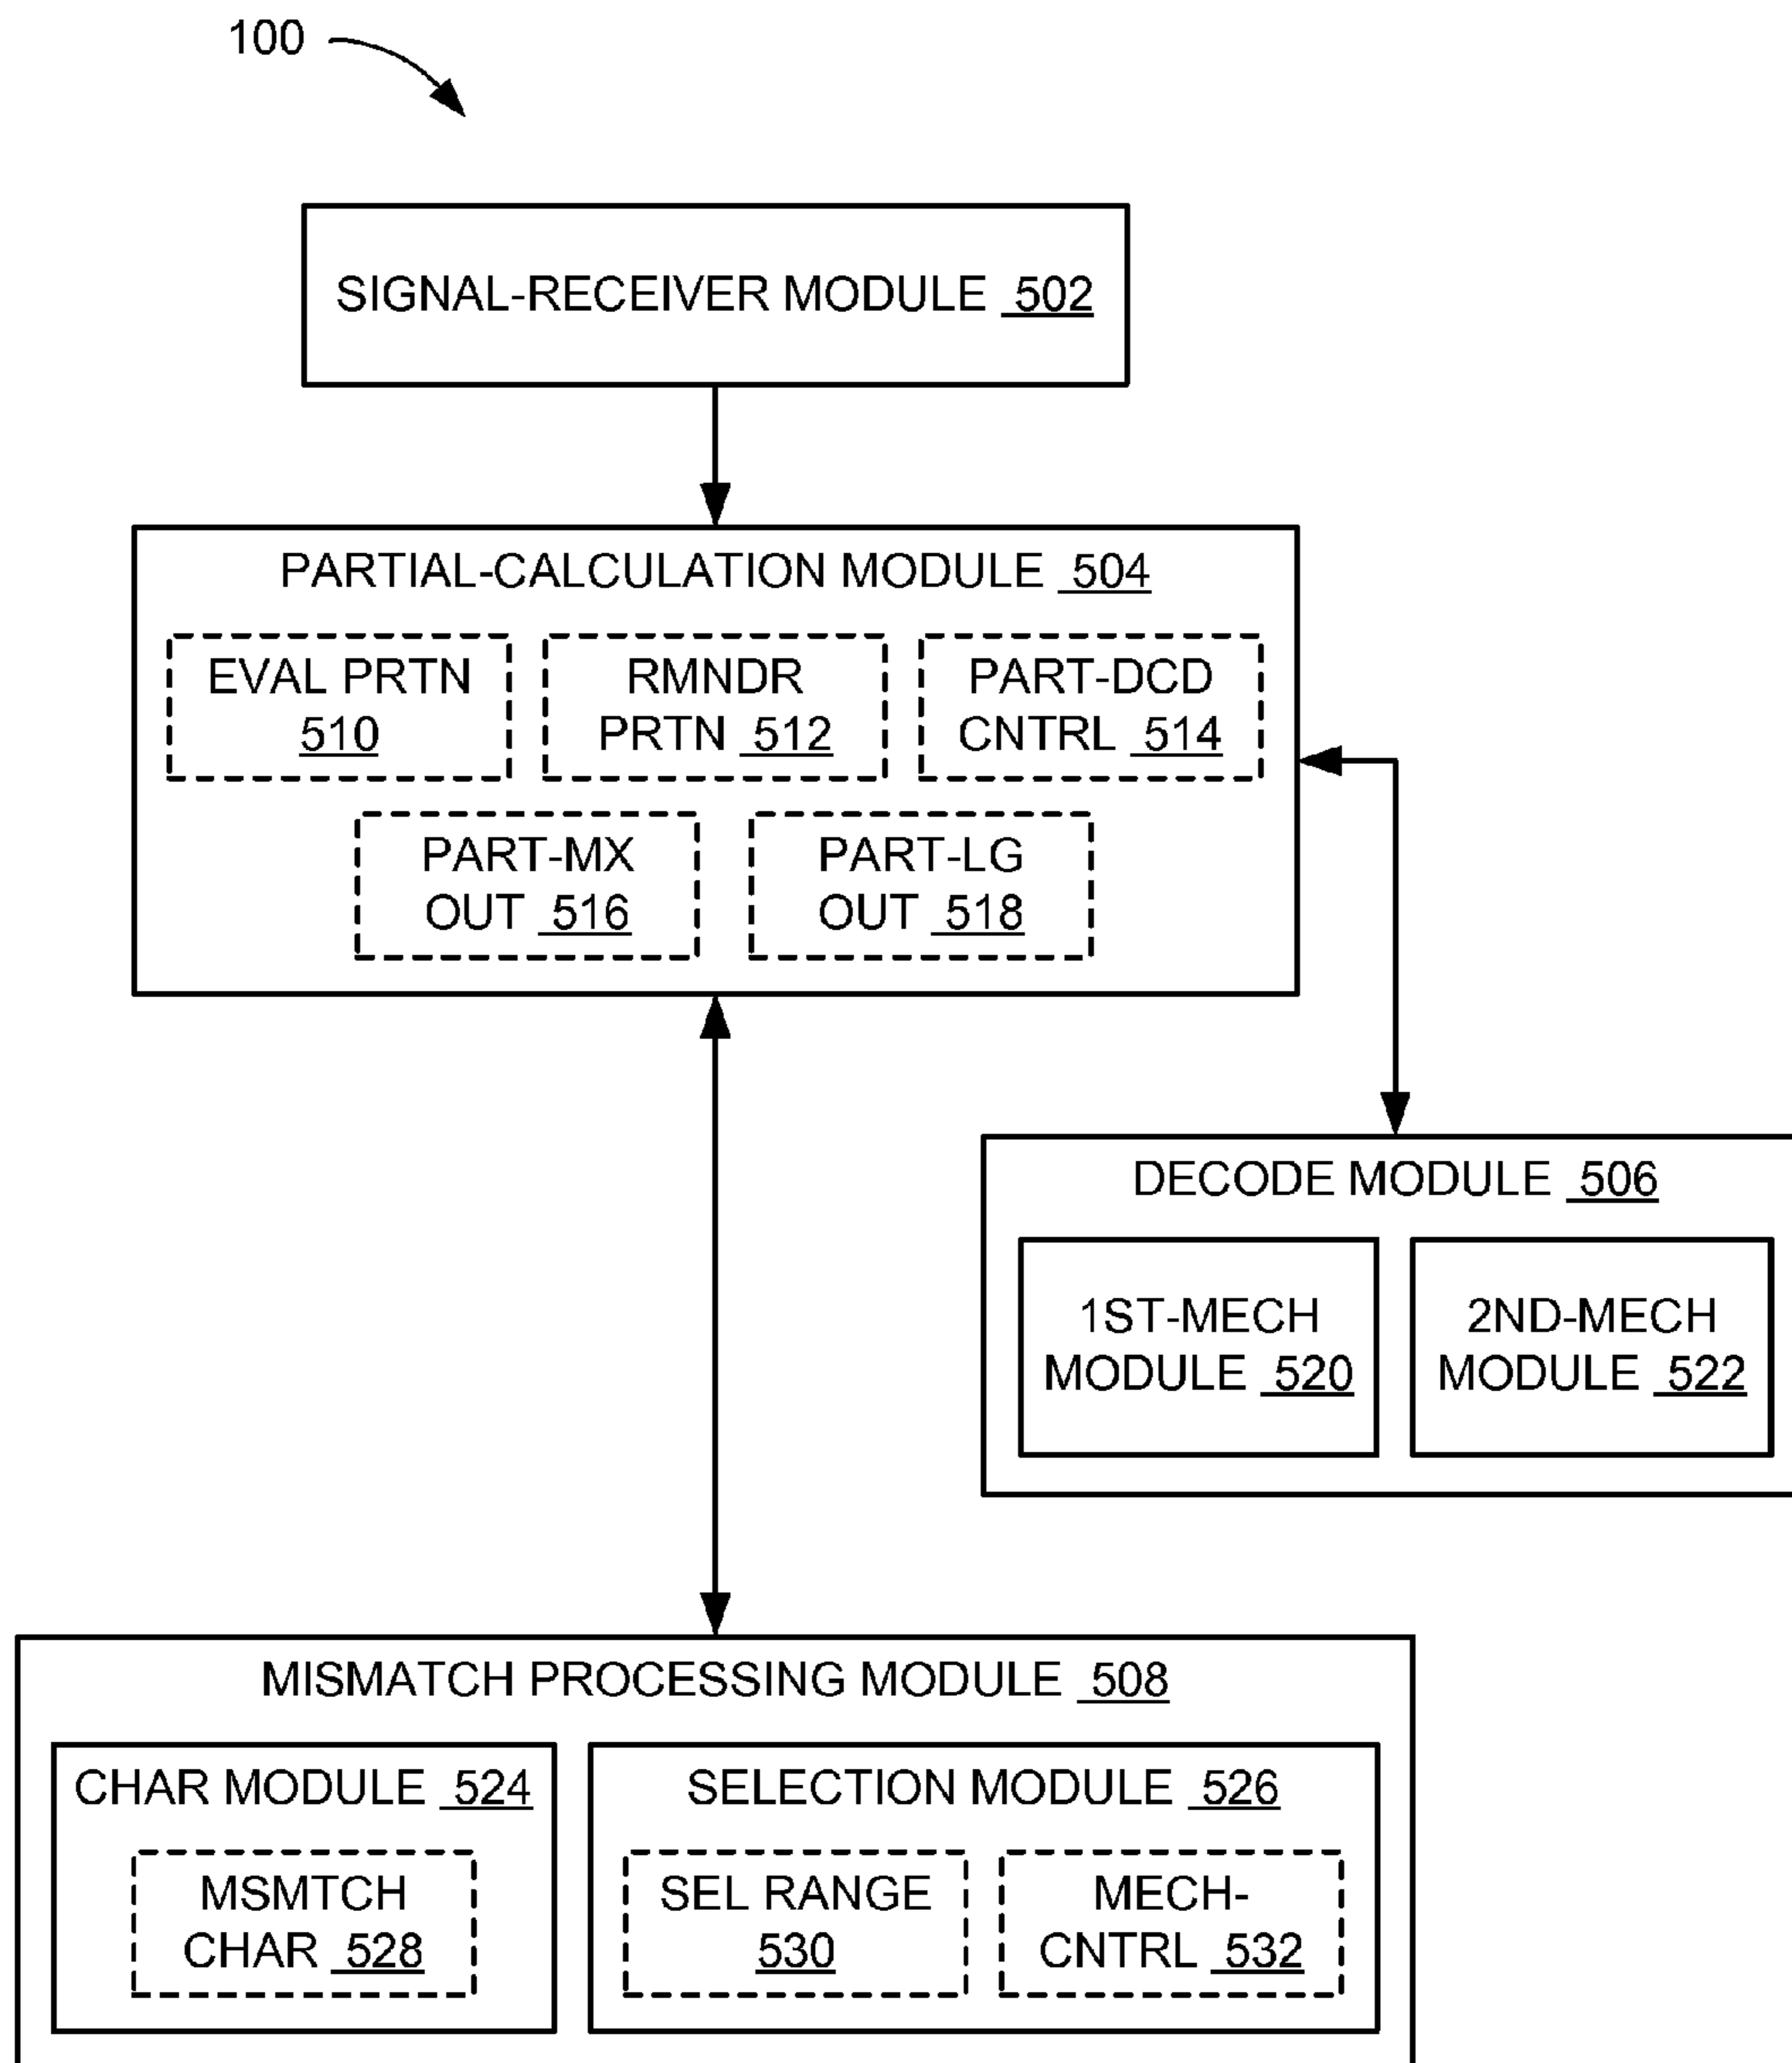 100
SIGNAL-RECEIVER MODULE 502
PARTIAL-CALCULATION MODULE 504
EVAL PRTN
510
RMNDR
PRTN 512
PART-DCD
CNTRL 514
PART-MX
OUT 516
PART-LG
OUT 518
DECODE MODULE 506
1ST-MECH
MODULE 520
2ND-MECH
MODULE 522
MISMATCH PROCESSING MODULE 508
CHAR MODULE 524
MSMTCH
CHAR 528
SELECTION MODULE 526
SEL RANGE
530
MECH-
CNTRL 532